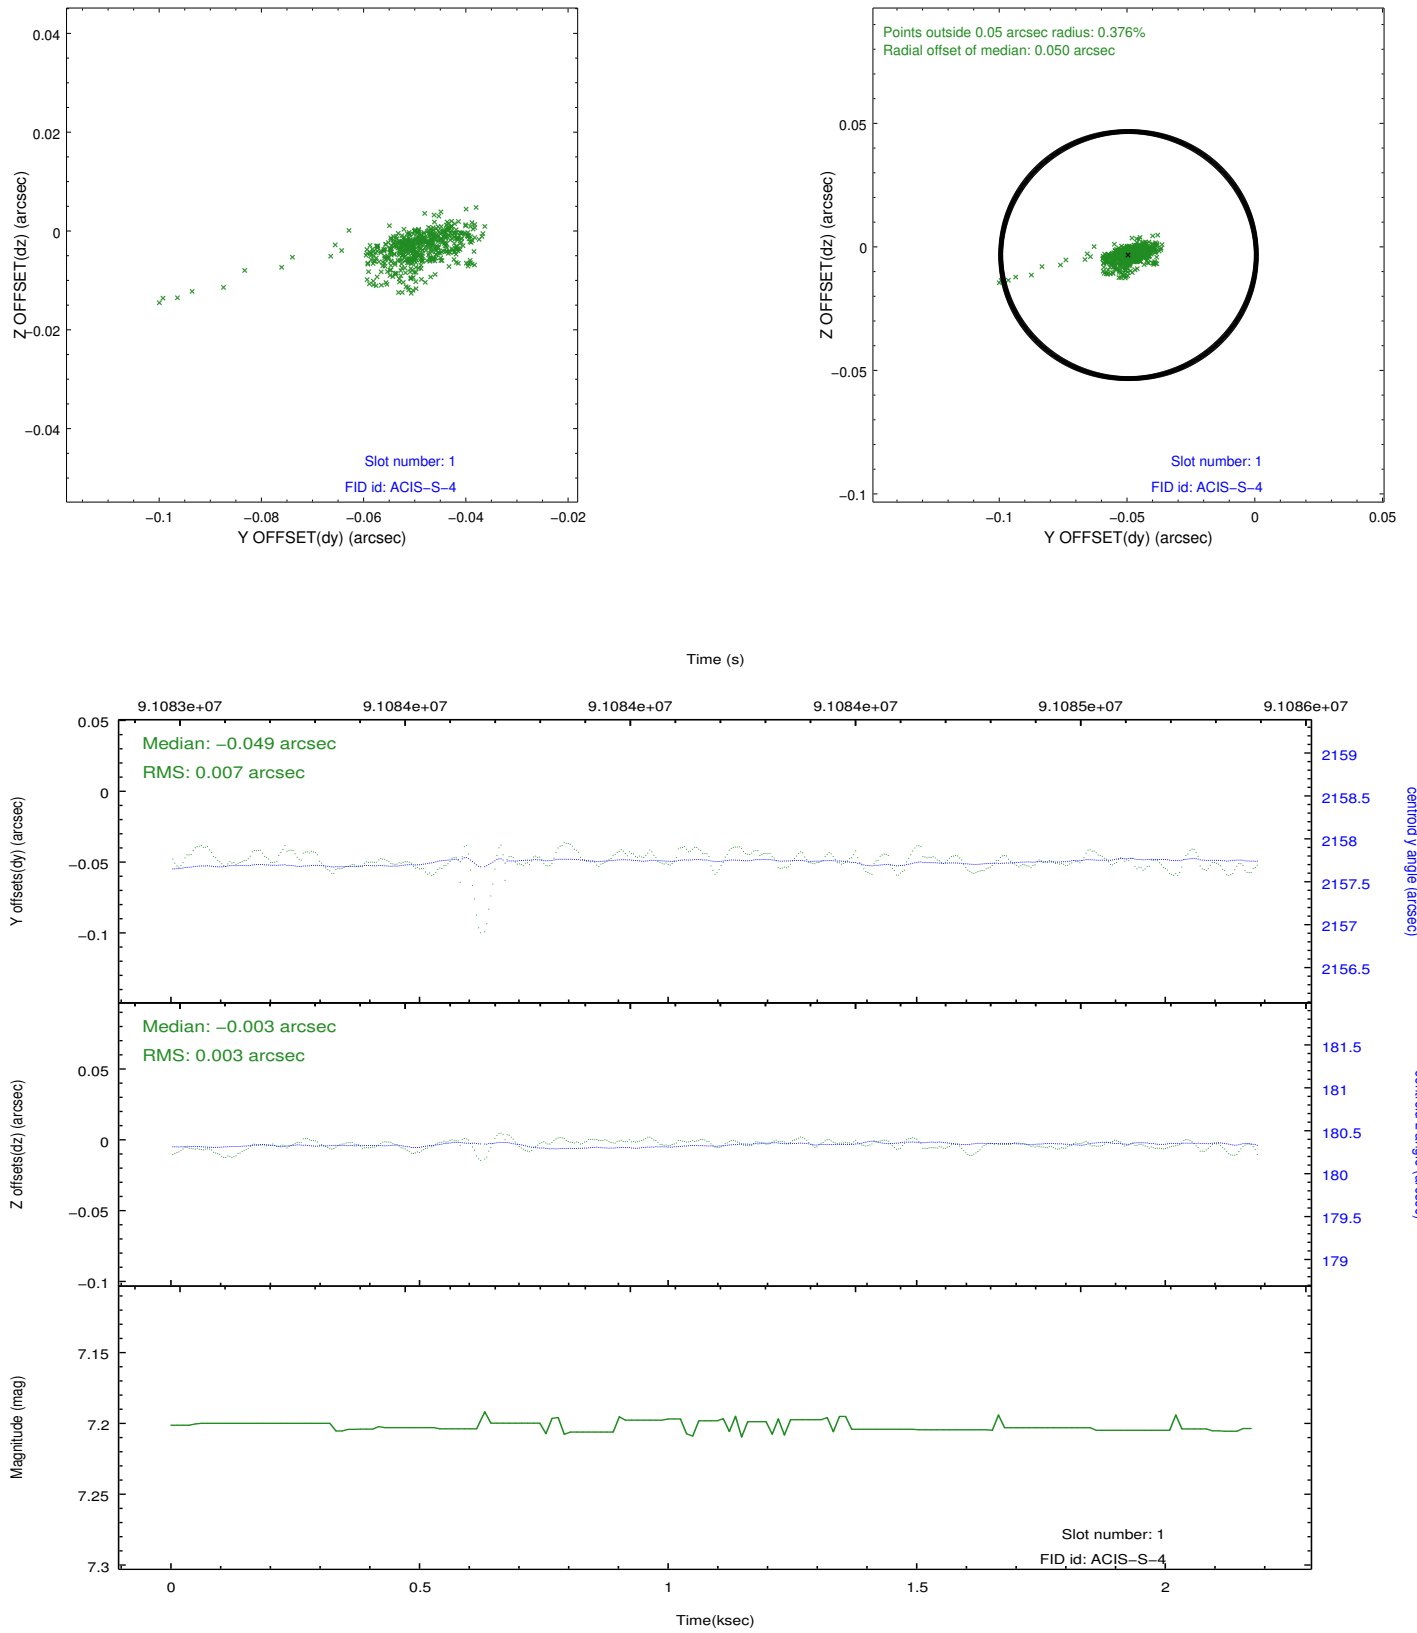 0.04
0.02
0
−0.02
−0.04
Z OFFSET(dz) (arcsec)
Slot number: 1
FID id: ACIS−S−4
−0.1 −0.08 −0.06 −0.04 −0.02
Y OFFSET(dy) (arcsec)
Points outside 0.05 arcsec radius: 0.376%
Radial offset of median: 0.050 arcsec
0.05
0
−0.05
−0.1
Z OFFSET(dz) (arcsec)
Slot number: 1
FID id: ACIS−S−4
−0.1 −0.05 0 0.05
Y OFFSET(dy) (arcsec)
Time (s)
9.1083e+07 9.1084e+07 9.1084e+07 9.1084e+07 9.1085e+07 9.1086e+07
Median: −0.049 arcsec
RMS: 0.007 arcsec
0.05
0
−0.05
−0.1
Y offsets(dy) (arcsec)
2159
2158.5
2158
2157.5
2157
2156.5
centroid y angle (arcsec)
Median: −0.003 arcsec
RMS: 0.003 arcsec
0.05
0
−0.05
−0.1
Z offsets(dz) (arcsec)
181.5
181
180.5
180
179.5
179
7.15
7.2
7.25
7.3
Magnitude (mag)
Slot number: 1
FID id: ACIS−S−4
0 0.5 1 1.5 2
Time(ksec)